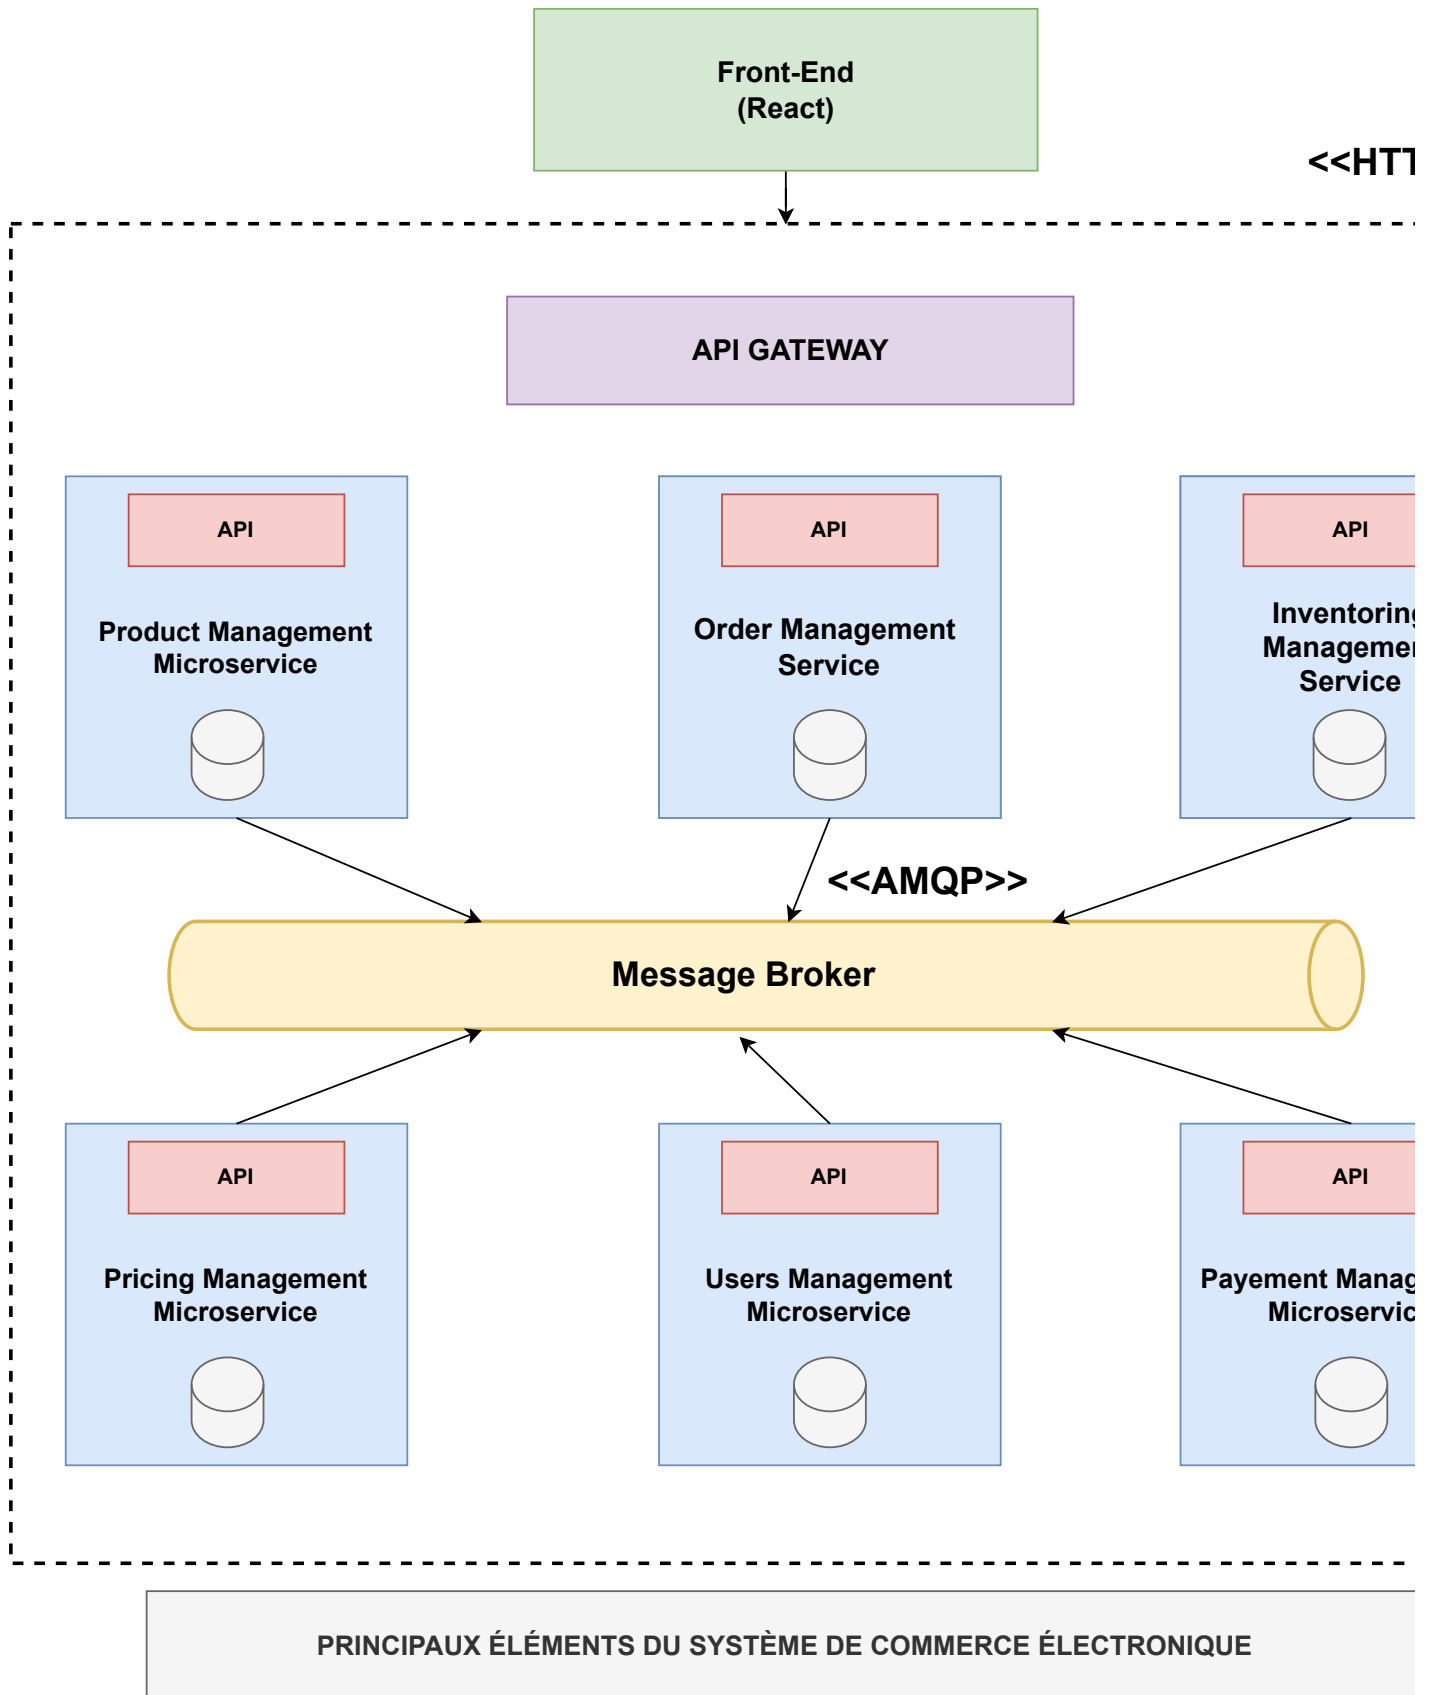 Front-End
(React)
<<HTT
API GATEWAY
API
API
API
Product Management
Microservice
Order Management
Service
Inventoring
Managemen
Service
<<AMQP>>
Message Broker
API
API
API
Pricing Management
Microservice
Users Management
Microservice
Payement Manag
Microservic
PRINCIPAUX ÉLÉMENTS DU SYSTÈME DE COMMERCE ÉLECTRONIQUE